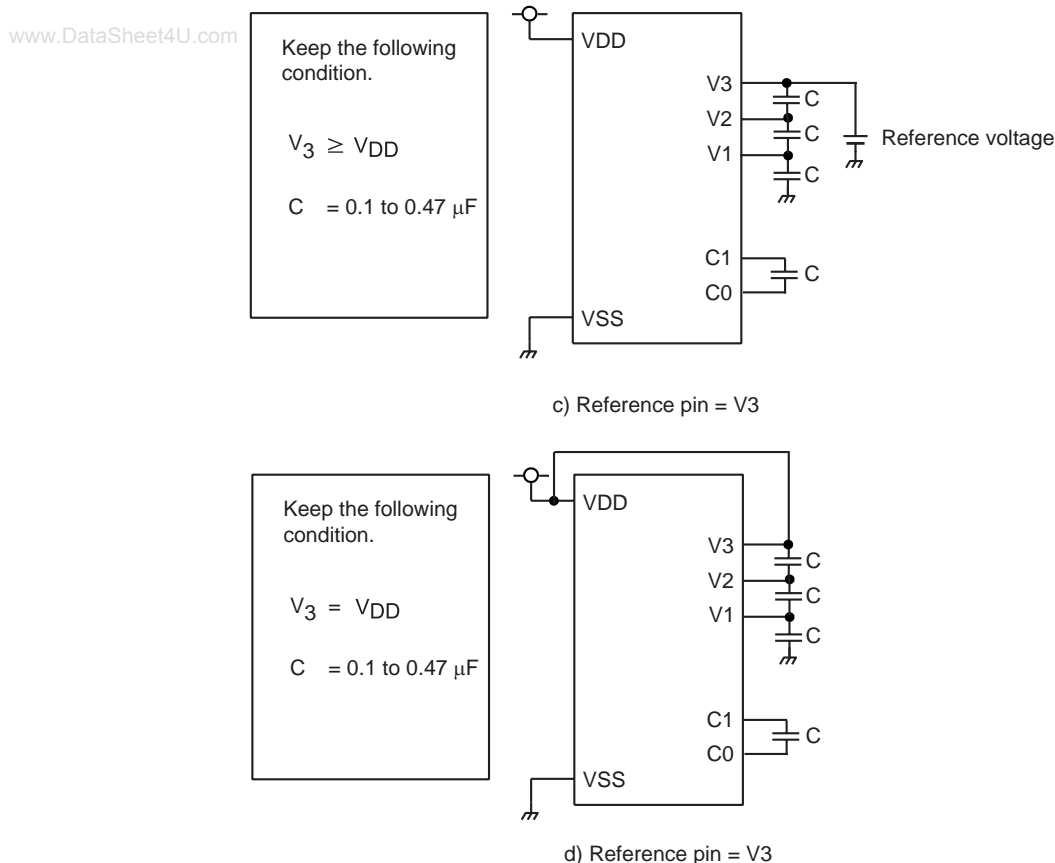 www.DataSheet4U.com
Keep the following
condition.
V3 ≥ VDD
C = 0.1 to 0.47 μF
VDD
V3
V2
V1
C
C
C
Reference voltage
C1
C0
C
VSS
c) Reference pin = V3
Keep the following
condition.
V3 = VDD
C = 0.1 to 0.47 μF
VDD
V3
V2
V1
C
C
C
C1
C0
C
VSS
d) Reference pin = V3